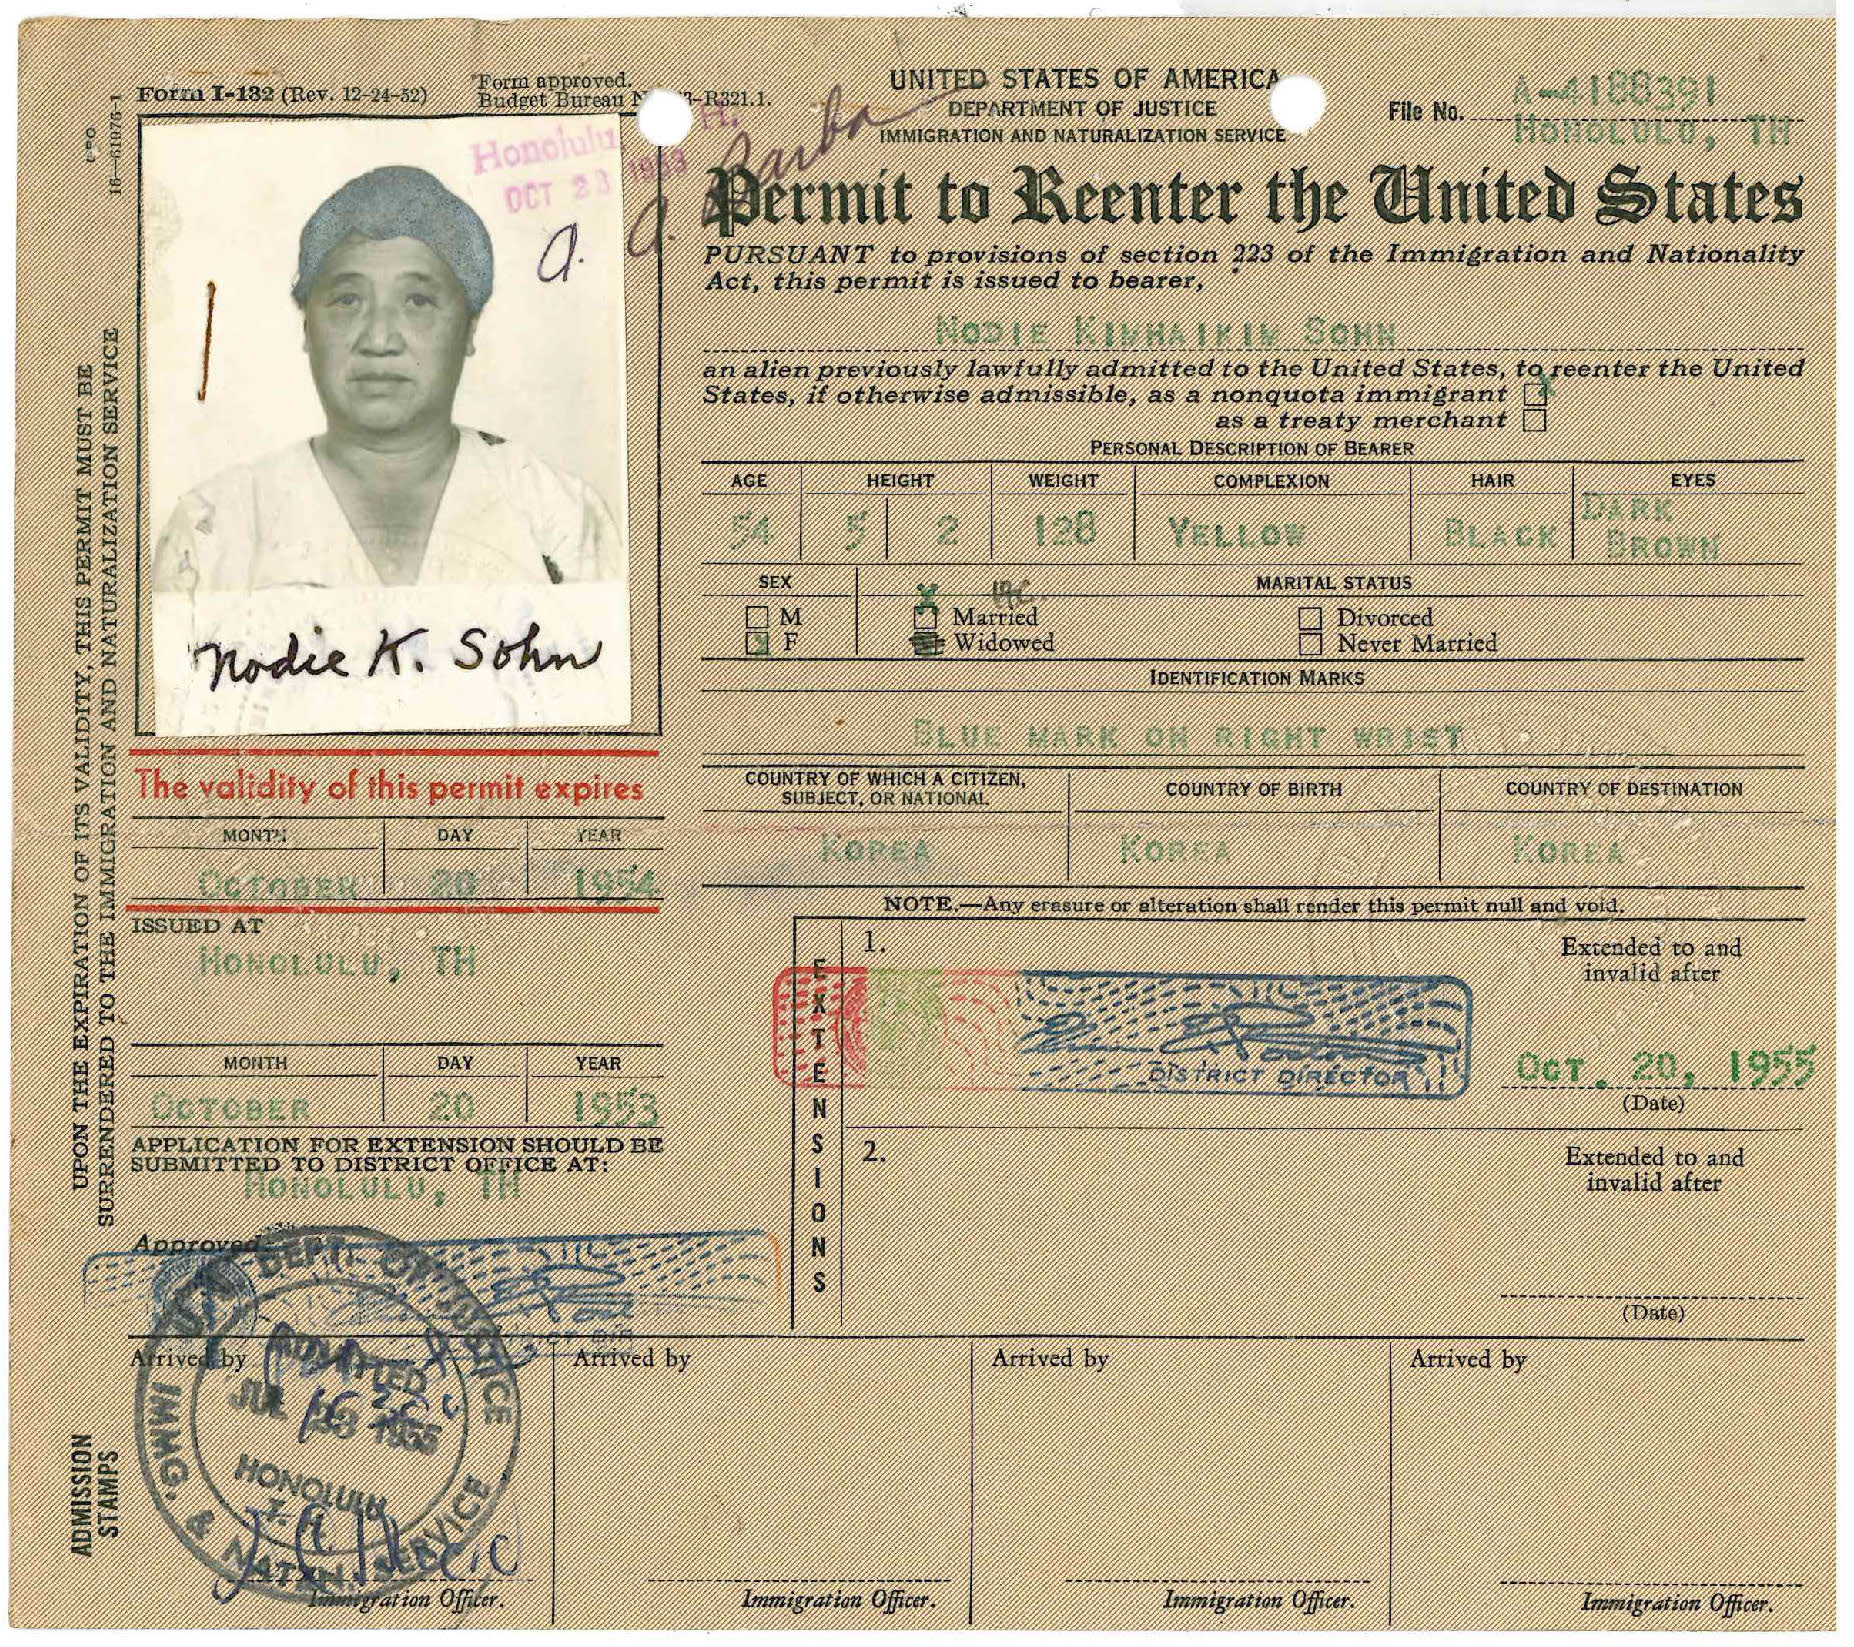 Form I-132 (Rev. 12-24-52)
Form approved.
Budget Bureau -R321.1.
UNITED STATES OF AMERICA
DEPARTMENT OF JUSTICE
IMMIGRATION AND NATURALIZATION SERVICE
File No. A-4188391
HONOLULU, TH
Honolulu, H.
OCT 23 1953
a. a. Barba
Permit to Reenter the United States
PURSUANT to provisions of section 223 of the Immigration and Nationality
Act, this permit is issued to bearer,
NODIE KIMHAIKIM SOHN
an alien previously lawfully admitted to the United States, to reenter the United
States, if otherwise admissible, as a nonquota immigrant X
as a treaty merchant
PERSONAL DESCRIPTION OF BEARER
AGE HEIGHT WEIGHT COMPLEXION HAIR EYES
54 5 2 128 YELLOW BLACK DARK
BROWN
SEX MARITAL STATUS
M X Married Divorced
F Widowed Never Married
IDENTIFICATION MARKS
BLUE MARK ON RIGHT WRIST
COUNTRY OF WHICH A CITIZEN,
SUBJECT, OR NATIONAL
COUNTRY OF BIRTH
COUNTRY OF DESTINATION
KOREA KOREA KOREA
NOTE.—Any erasure or alteration shall render this permit null and void.
Nodie K. Sohn
The validity of this permit expires
MONTH DAY YEAR
OCTOBER 20 1954
ISSUED AT
HONOLULU, TH
MONTH DAY YEAR
OCTOBER 20 1953
APPLICATION FOR EXTENSION SHOULD BE
SUBMITTED TO DISTRICT OFFICE AT:
HONOLULU, TH
Approved:
EXTENSIONS
1.
Extended to and
invalid after
DISTRICT DIRECTOR
OCT. 20, 1955
(Date)
2.
Extended to and
invalid after
(Date)
UPON THE EXPIRATION OF ITS VALIDITY, THIS PERMIT MUST BE
SURRENDERED TO THE IMMIGRATION AND NATURALIZATION SERVICE
GPO 16—61976-1
ADMISSION
STAMPS
Arrived by Arrived by Arrived by Arrived by
U.S. DEPT. OF JUSTICE
ADMITTED
JUL 1955
HONOLULU
T.H.
IMMIG. & NATZN. SERVICE
Immigration Officer. Immigration Officer. Immigration Officer. Immigration Officer.